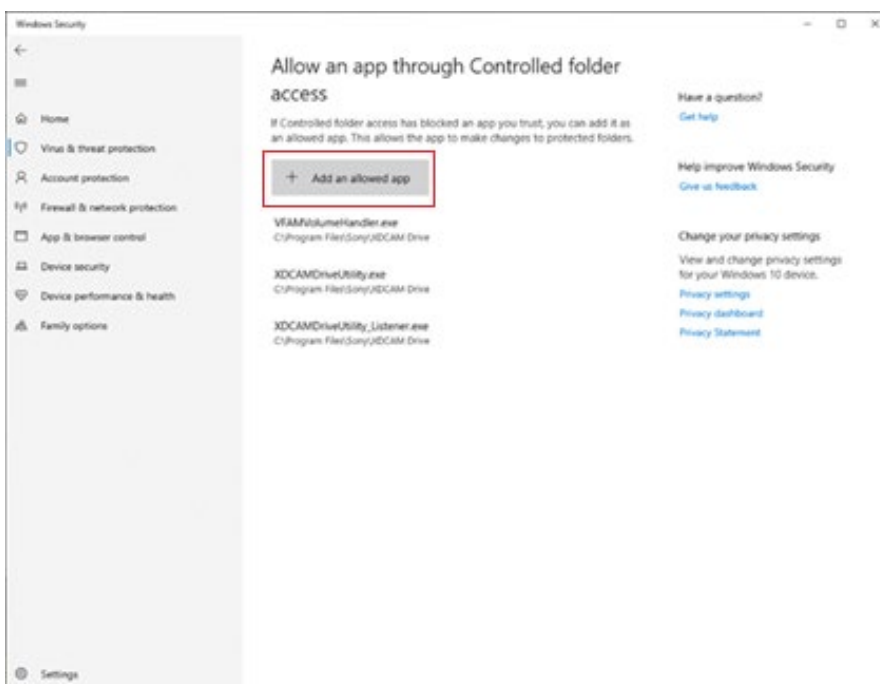 Windows Security
Home
Virus & threat protection
Account protection
Firewall & network protection
App & browser control
Device security
Device performance & health
Family options
Settings
Allow an app through Controlled folder
access
If Controlled folder access has blocked an app you trust, you can add it as
an allowed app. This allows the app to make changes to protected folders.
+ Add an allowed app
VFAMVolumeHandler.exe
C:\Program Files\Sony\XDCAM Drive
XDCAMDriveUtility.exe
C:\Program Files\Sony\XDCAM Drive
XDCAMDriveUtility_Listener.exe
C:\Program Files\Sony\XDCAM Drive
Have a question?
Get help
Help improve Windows Security
Give us feedback
Change your privacy settings
View and change privacy settings
for your Windows 10 device.
Privacy settings
Privacy dashboard
Privacy Statement